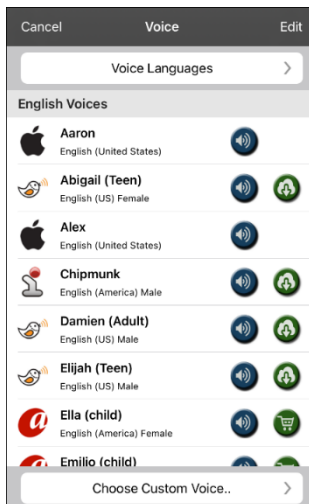 Cancel Voice Edit
Voice Languages
English Voices
Aaron
English (United States)
Abigail (Teen)
English (US) Female
Alex
English (United States)
Chipmunk
English (America) Male
Damien (Adult)
English (US) Male
Elijah (Teen)
English (US) Male
Ella (child)
English (America) Female
Emilio (child)
Choose Custom Voice..